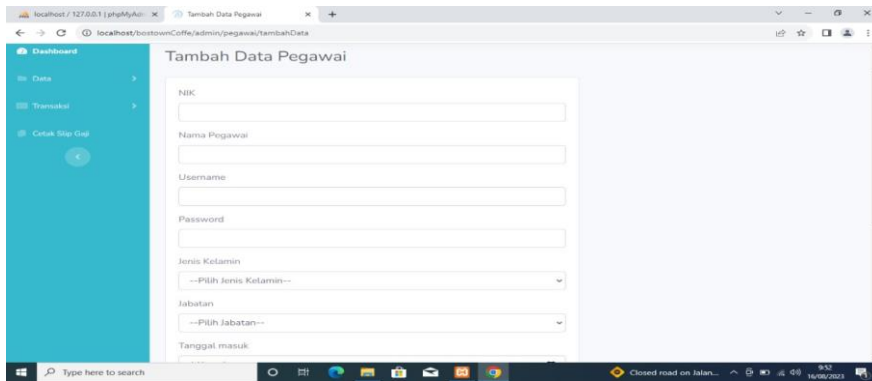 localhost / 127.0.0.1 | phpMyAdm
Tambah Data Pegawai
localhost/bostownCoffe/admin/pegawai/tambahData
Dashboard
Tambah Data Pegawai
Data
NIK
Transaksi
Cetak Slip Gaji
Nama Pegawai
Username
Password
Jenis Kelamin
--Pilih Jenis Kelamin--
Jabatan
--Pilih Jabatan--
Tanggal masuk
Type here to search
Closed road on Jalan...
9:52
16/08/2023